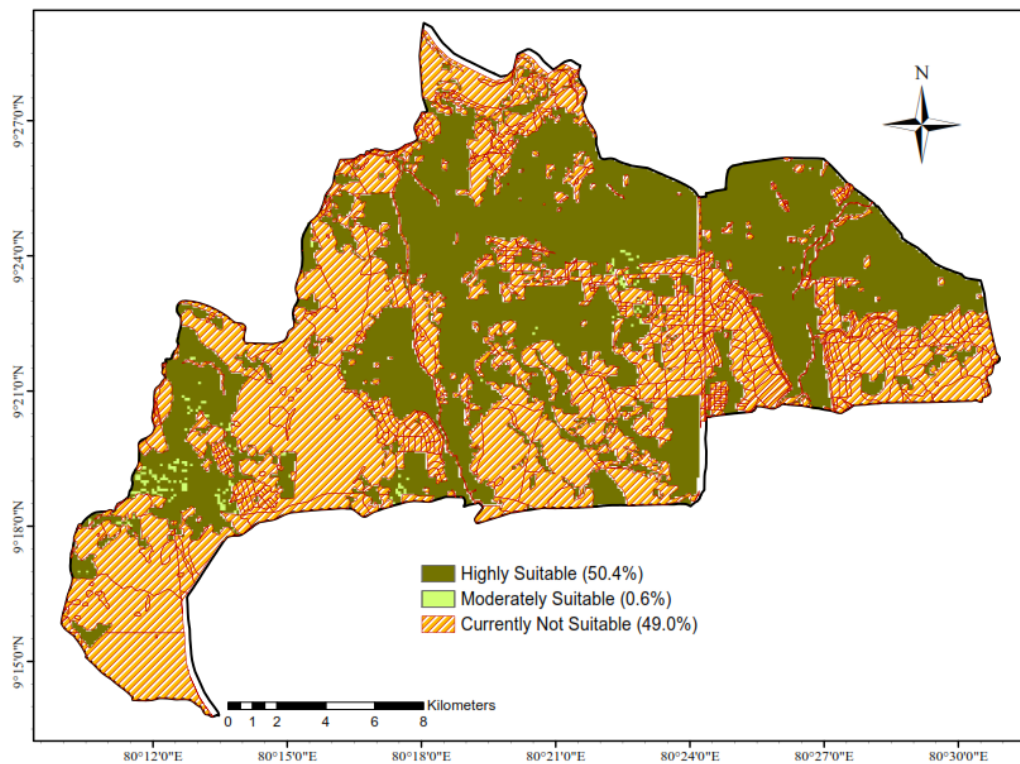 N
9°27'0"N
9°24'0"N
9°21'0"N
9°18'0"N
9°15'0"N
Highly Suitable (50.4%)
Moderately Suitable (0.6%)
Currently Not Suitable (49.0%)
Kilometers
0 1 2 4 6 8
80°12'0"E 80°15'0"E 80°18'0"E 80°21'0"E 80°24'0"E 80°27'0"E 80°30'0"E